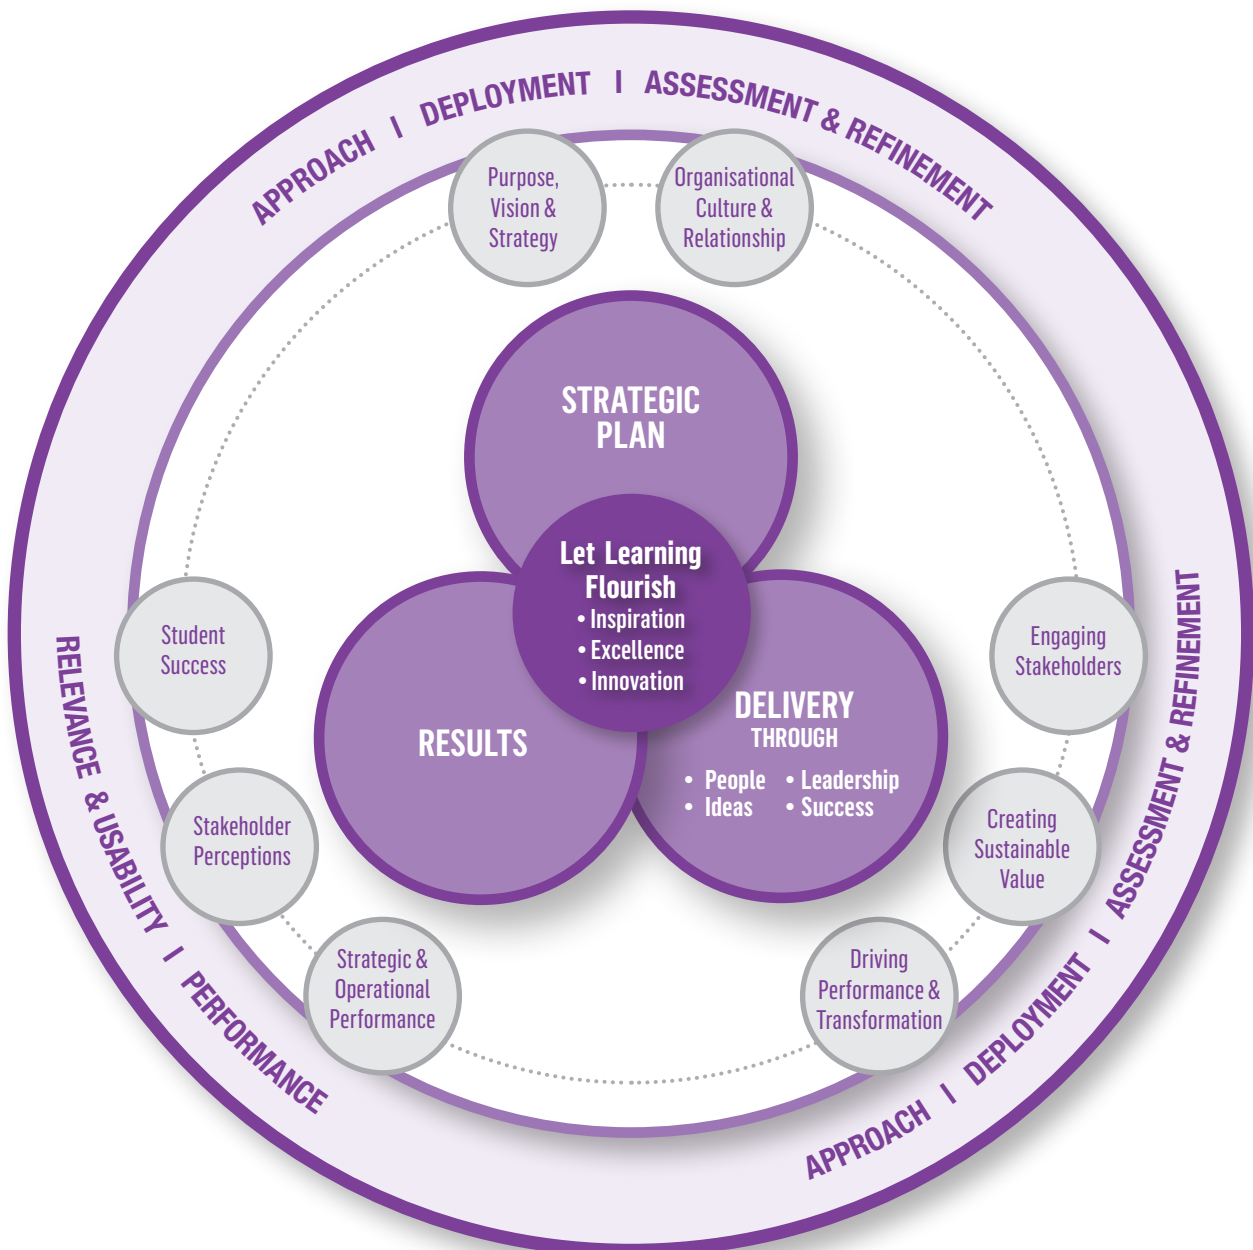 APPROACH I DEPLOYMENT I ASSESSMENT & REFINEMENT
Purpose,
Vision &
Strategy
Organisational
Culture &
Relationship
STRATEGIC
PLAN
Let Learning
Flourish
• Inspiration
• Excellence
• Innovation
RESULTS
DELIVERY
THROUGH
• People • Leadership
• Ideas • Success
Student
Success
Stakeholder
Perceptions
Strategic &
Operational
Performance
Engaging
Stakeholders
Creating
Sustainable
Value
Driving
Performance &
Transformation
RELEVANCE & USABILITY I PERFORMANCE
APPROACH I DEPLOYMENT I ASSESSMENT & REFINEMENT